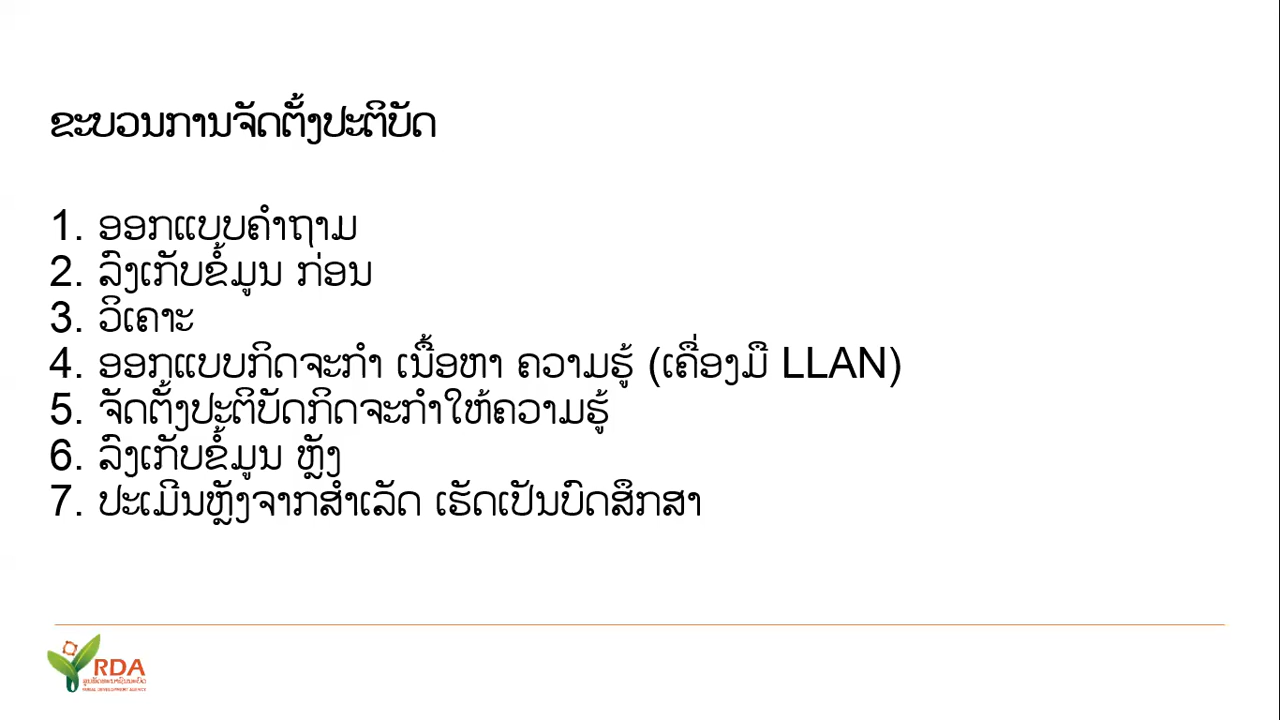 ຂະບວນການຈັດຕັ້ງປະຕິບັດ
1. ອອກແບບຄຳຖາມ
2. ລົງເກັບຂໍ້ມູນ ກ່ອນ
3. ວິເຄາະ
4. ອອກແບບກິດຈະກຳ ເນື້ອຫາ ຄວາມຮູ້ (ເຄື່ອງມື LLAN)
5. ຈັດຕັ້ງປະຕິບັດກິດຈະກຳໃຫ້ຄວາມຮູ້
6. ລົງເກັບຂໍ້ມູນ ຫຼັງ
7. ປະເມີນຫຼັງຈາກສຳເລັດ ເຮັດເປັນບົດສຶກສາ
RDA
RURAL DEVELOPMENT AGENCY